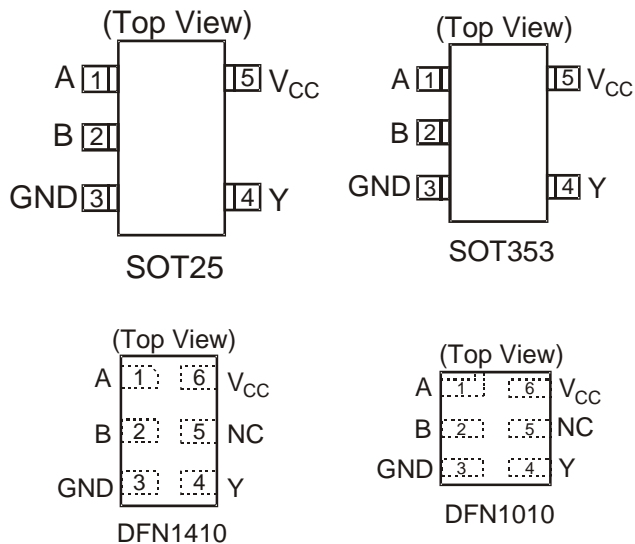 (Top View)
A 1 5 VCC
B 2
GND 3 4 Y
SOT25
(Top View)
A 1 5 VCC
B 2
GND 3 4 Y
SOT353
(Top View)
A 1 6 VCC
B 2 5 NC
GND 3 4 Y
DFN1410
(Top View)
A 1 6 VCC
B 2 5 NC
GND 3 4 Y
DFN1010